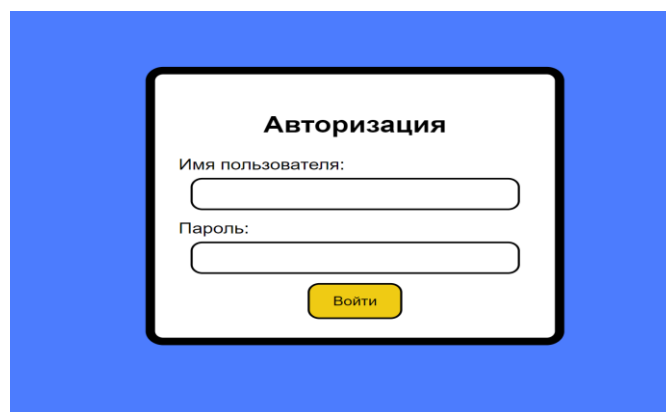 Авторизация
Имя пользователя:
Пароль:
Войти